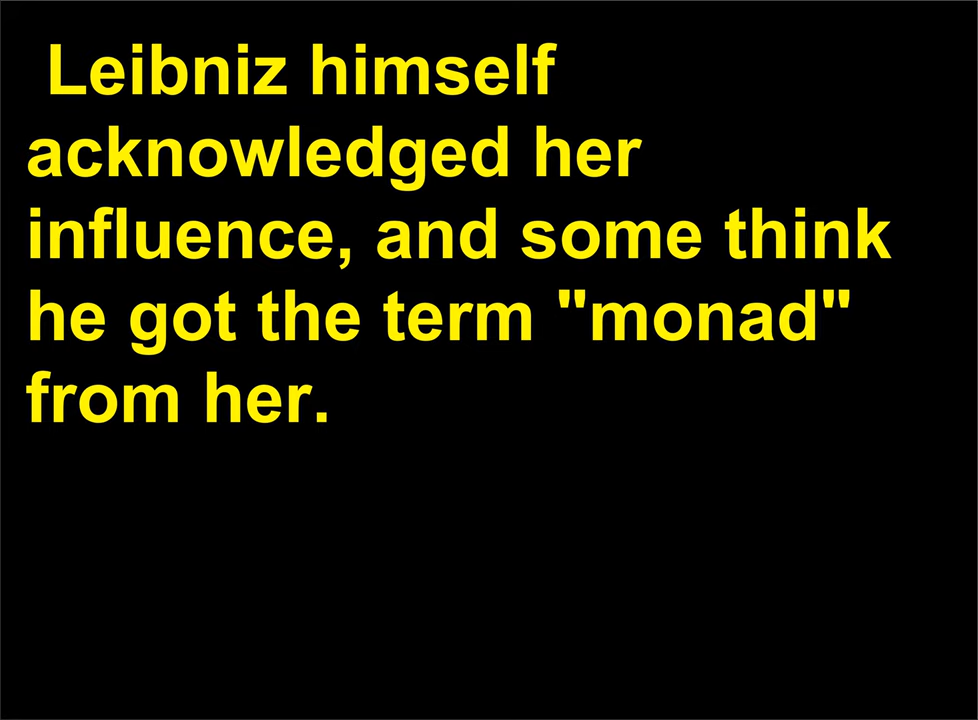 Leibniz himself
acknowledged her
influence, and some think
he got the term "monad"
from her.